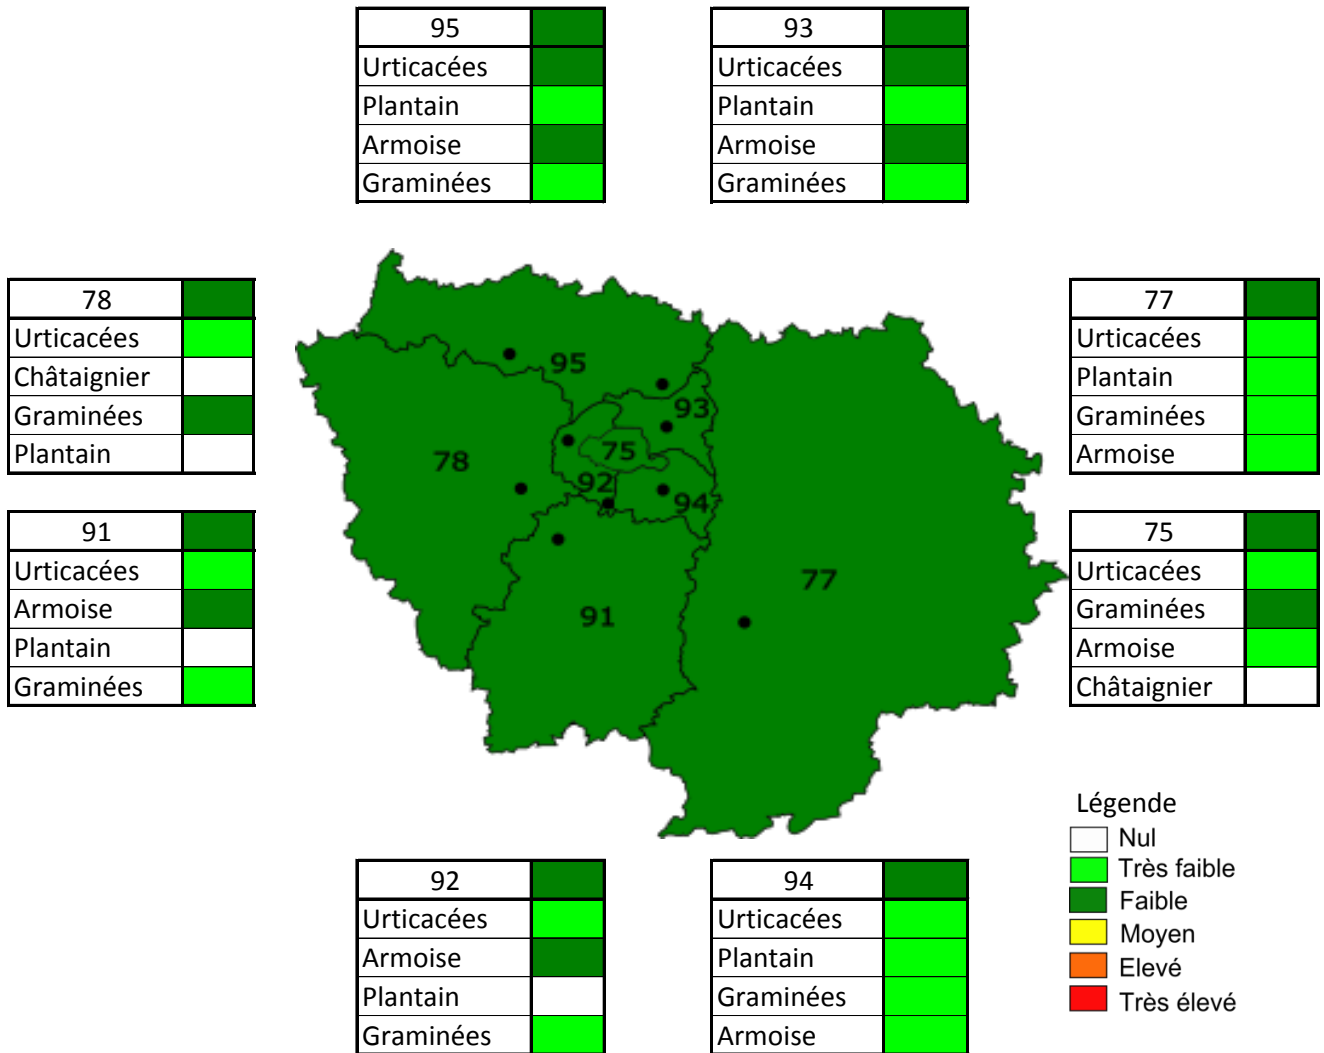 95
Urticacées
Plantain
Armoise
Graminées
93
Urticacées
Plantain
Armoise
Graminées
78
Urticacées
Châtaignier
Graminées
Plantain
91
Urticacées
Armoise
Plantain
Graminées
95
93
75
78
92
94
77
91
77
Urticacées
Plantain
Graminées
Armoise
75
Urticacées
Graminées
Armoise
Châtaignier
92
Urticacées
Armoise
Plantain
Graminées
94
Urticacées
Plantain
Graminées
Armoise
Légende
Nul
Très faible
Faible
Moyen
Elevé
Très élevé